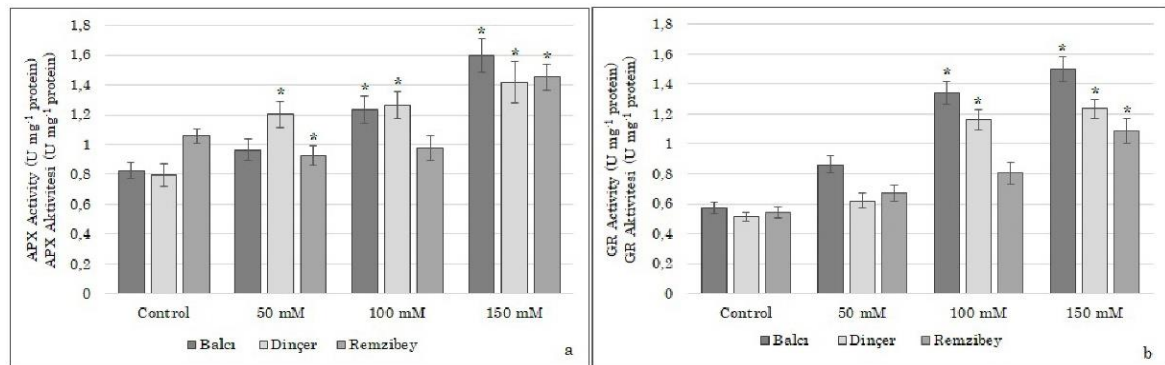 APX Activity (U mg-1 protein)
APX Aktivitesi (U mg-1 protein)
1,8
1,6
1,4
1,2
1
0,8
0,6
0,4
0,2
0
* * * * * * *
Control 50 mM 100 mM 150 mM
Balcı Dinçer Remzibey
a
GR Activity (U mg-1 protein)
GR Aktivitesi (U mg-1 protein)
1,8
1,6
1,4
1,2
1
0,8
0,6
0,4
0,2
0
* * * * *
Control 50 mM 100 mM 150 mM
Balcı Dinçer Remzibey
b